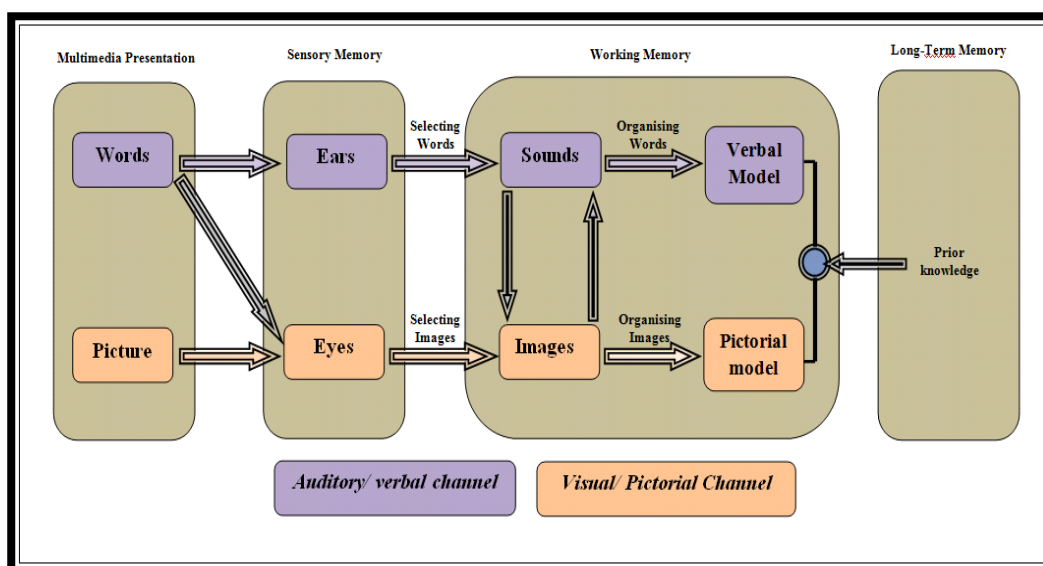 Multimedia Presentation
Sensory Memory
Working Memory
Long-Term Memory
Words
Ears
Selecting
Words
Sounds
Organising
Words
Verbal
Model
Prior
knowledge
Picture
Eyes
Selecting
Images
Images
Organising
Images
Pictorial
model
Auditory/ verbal channel
Visual/ Pictorial Channel